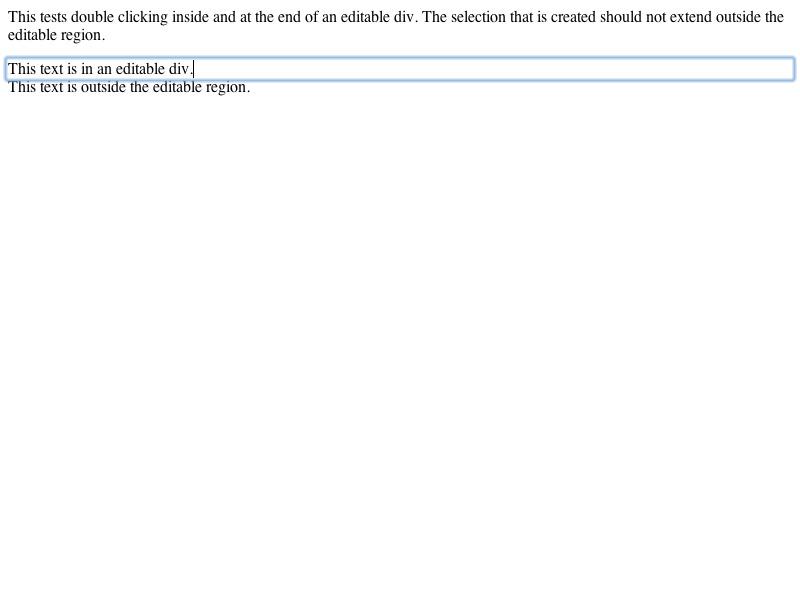 This tests double clicking inside and at the end of an editable div. The selection that is created should not extend outside the
editable region.
This text is in an editable div.
This text is outside the editable region.